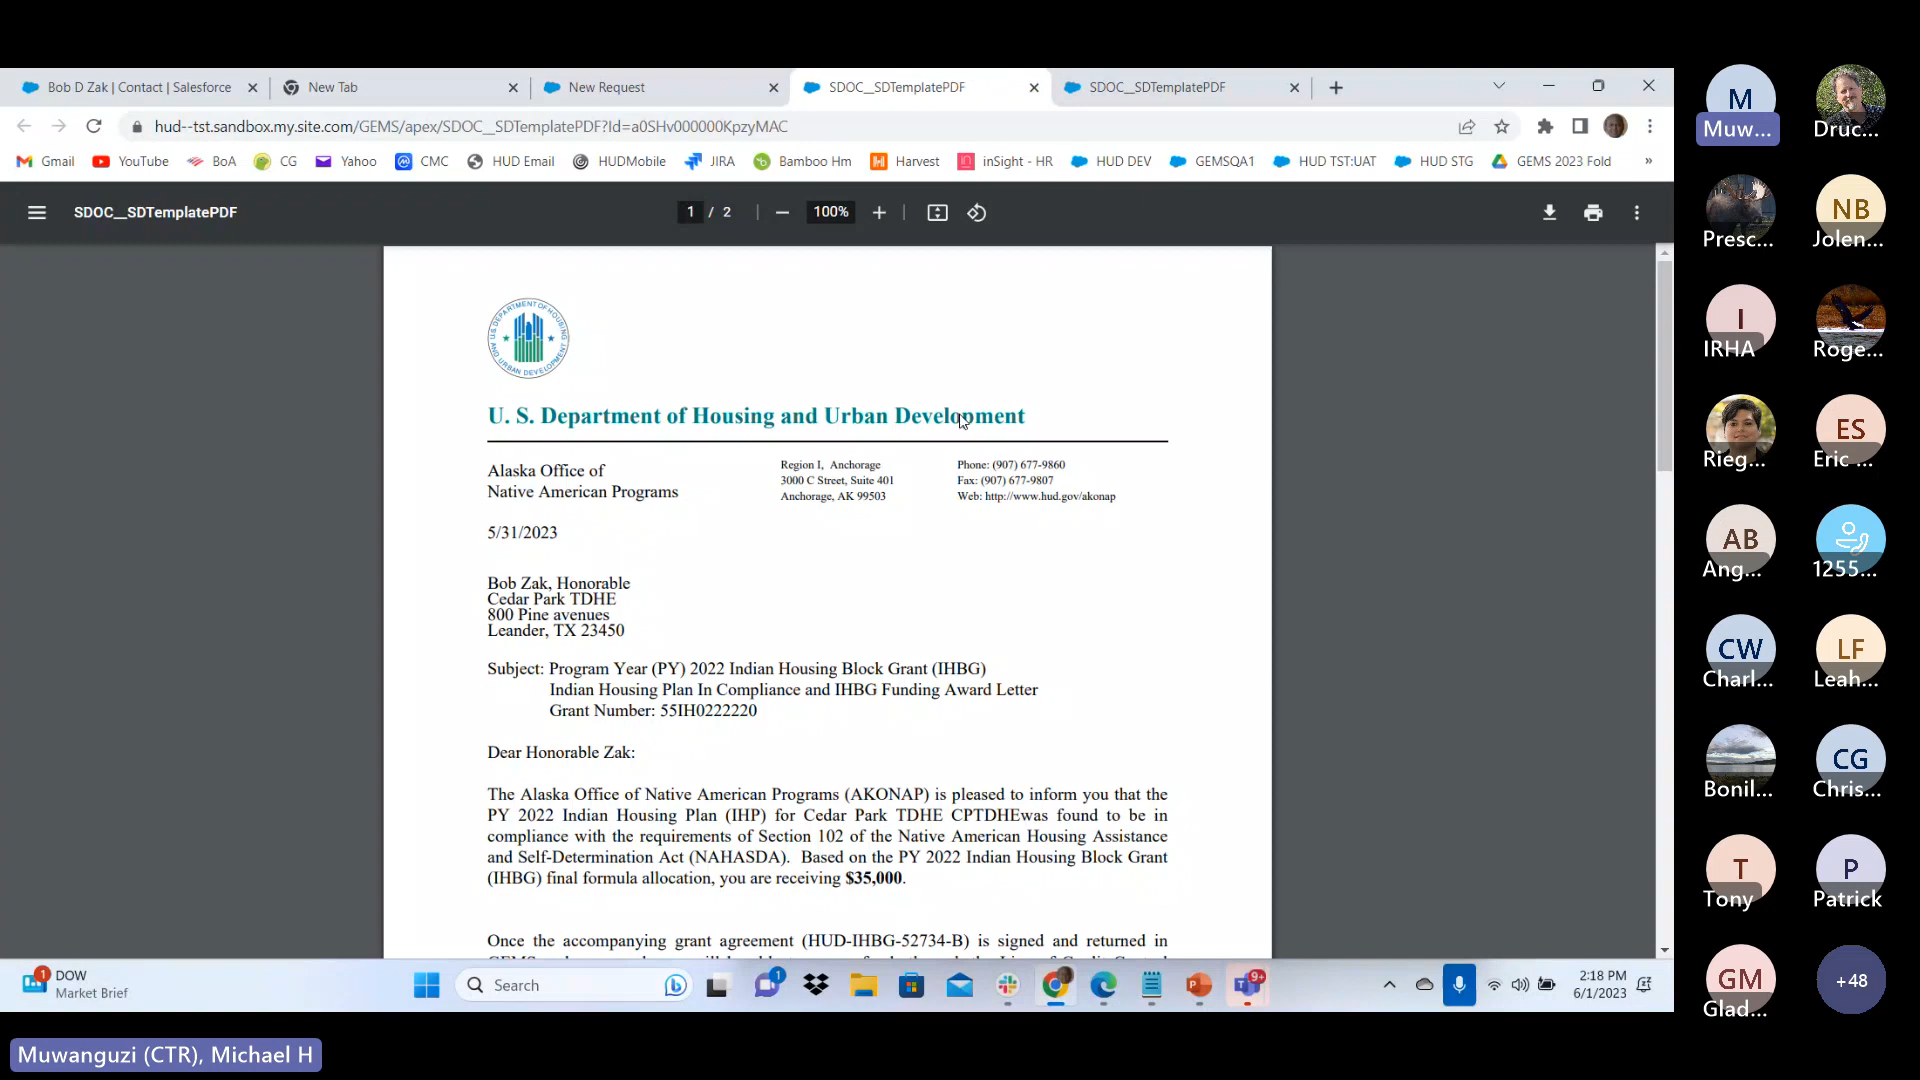 Bob D Zak | Contact | Salesforce
New Tab
New Request
SDOC__SDTemplatePDF
SDOC__SDTemplatePDF
hud--tst.sandbox.my.site.com/GEMS/apex/SDOC__SDTemplatePDF?Id=a0SHv000000KpzyMAC
Gmail YouTube BoA CG Yahoo CMC HUD Email HUDMobile JIRA Bamboo Hm Harvest inSight - HR HUD DEV GEMSQA1 HUD TST:UAT HUD STG GEMS 2023 Fold »
SDOC__SDTemplatePDF
1 / 2
100%
U.S. DEPARTMENT OF HOUSING AND URBAN DEVELOPMENT
U. S. Department of Housing and Urban Development
Alaska Office of
Native American Programs
Region I, Anchorage
3000 C Street, Suite 401
Anchorage, AK 99503
Phone: (907) 677-9860
Fax: (907) 677-9807
Web: http://www.hud.gov/akonap
5/31/2023
Bob Zak, Honorable
Cedar Park TDHE
800 Pine avenues
Leander, TX 23450
Subject: Program Year (PY) 2022 Indian Housing Block Grant (IHBG)
Indian Housing Plan In Compliance and IHBG Funding Award Letter
Grant Number: 55IH0222220
Dear Honorable Zak:
The Alaska Office of Native American Programs (AKONAP) is pleased to inform you that the
PY 2022 Indian Housing Plan (IHP) for Cedar Park TDHE CPTDHEwas found to be in
compliance with the requirements of Section 102 of the Native American Housing Assistance
and Self-Determination Act (NAHASDA). Based on the PY 2022 Indian Housing Block Grant
(IHBG) final formula allocation, you are receiving $35,000.
Once the accompanying grant agreement (HUD-IHBG-52734-B) is signed and returned in
M
Muw...
Druc...
Presc...
NB
Jolen...
I
IRHA
Roge...
Rieg...
ES
Eric ...
AB
Ang...
1255...
CW
Charl...
LF
Leah...
Bonil...
CG
Chris...
T
Tony
P
Patrick
GM
Glad...
+48
1
DOW
Market Brief
Search
1
9+
2:18 PM
6/1/2023
Muwanguzi (CTR), Michael H